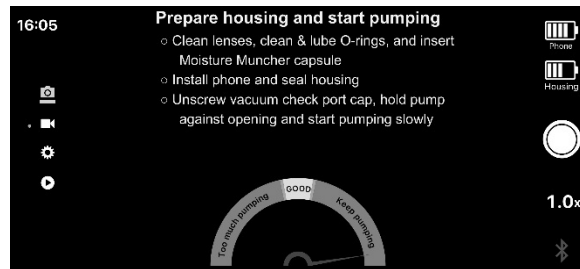 16:05
Prepare housing and start pumping
○ Clean lenses, clean & lube O-rings, and insert
Moisture Muncher capsule
○ Install phone and seal housing
○ Unscrew vacuum check port cap, hold pump
against opening and start pumping slowly
Phone
Housing
Too much pumping
GOOD
Keep pumping
1.0x